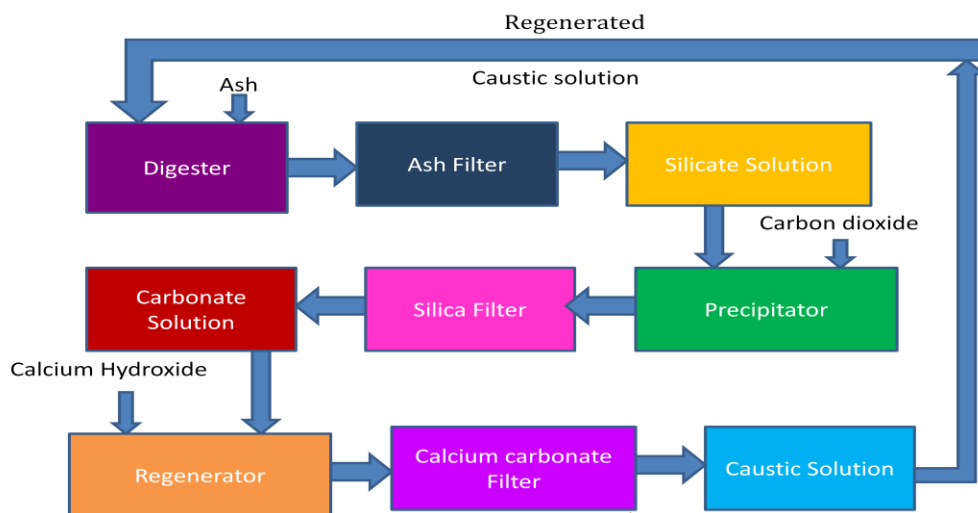 Regenerated
Caustic solution
Ash
Digester
Ash Filter
Silicate Solution
Carbon dioxide
Carbonate
Solution
Silica Filter
Precipitator
Calcium Hydroxide
Regenerator
Calcium carbonate
Filter
Caustic Solution